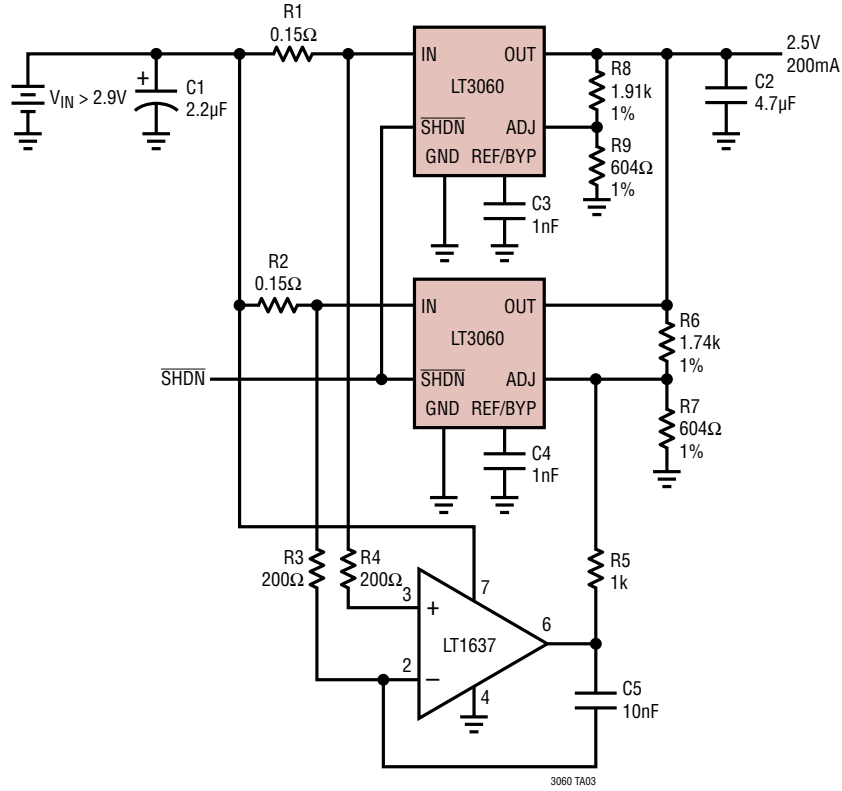 R1
0.15Ω
IN
OUT
2.5V
200mA
VIN > 2.9V
+
C1
2.2µF
LT3060
R8
1.91k
1%
C2
4.7µF
SHDN
ADJ
GND
REF/BYP
R9
604Ω
1%
C3
1nF
R2
0.15Ω
IN
OUT
LT3060
R6
1.74k
1%
SHDN
SHDN
ADJ
GND
REF/BYP
R7
604Ω
1%
C4
1nF
R3
200Ω
R4
200Ω
R5
1k
3
+
7
LT1637
6
2
–
4
C5
10nF
3060 TA03